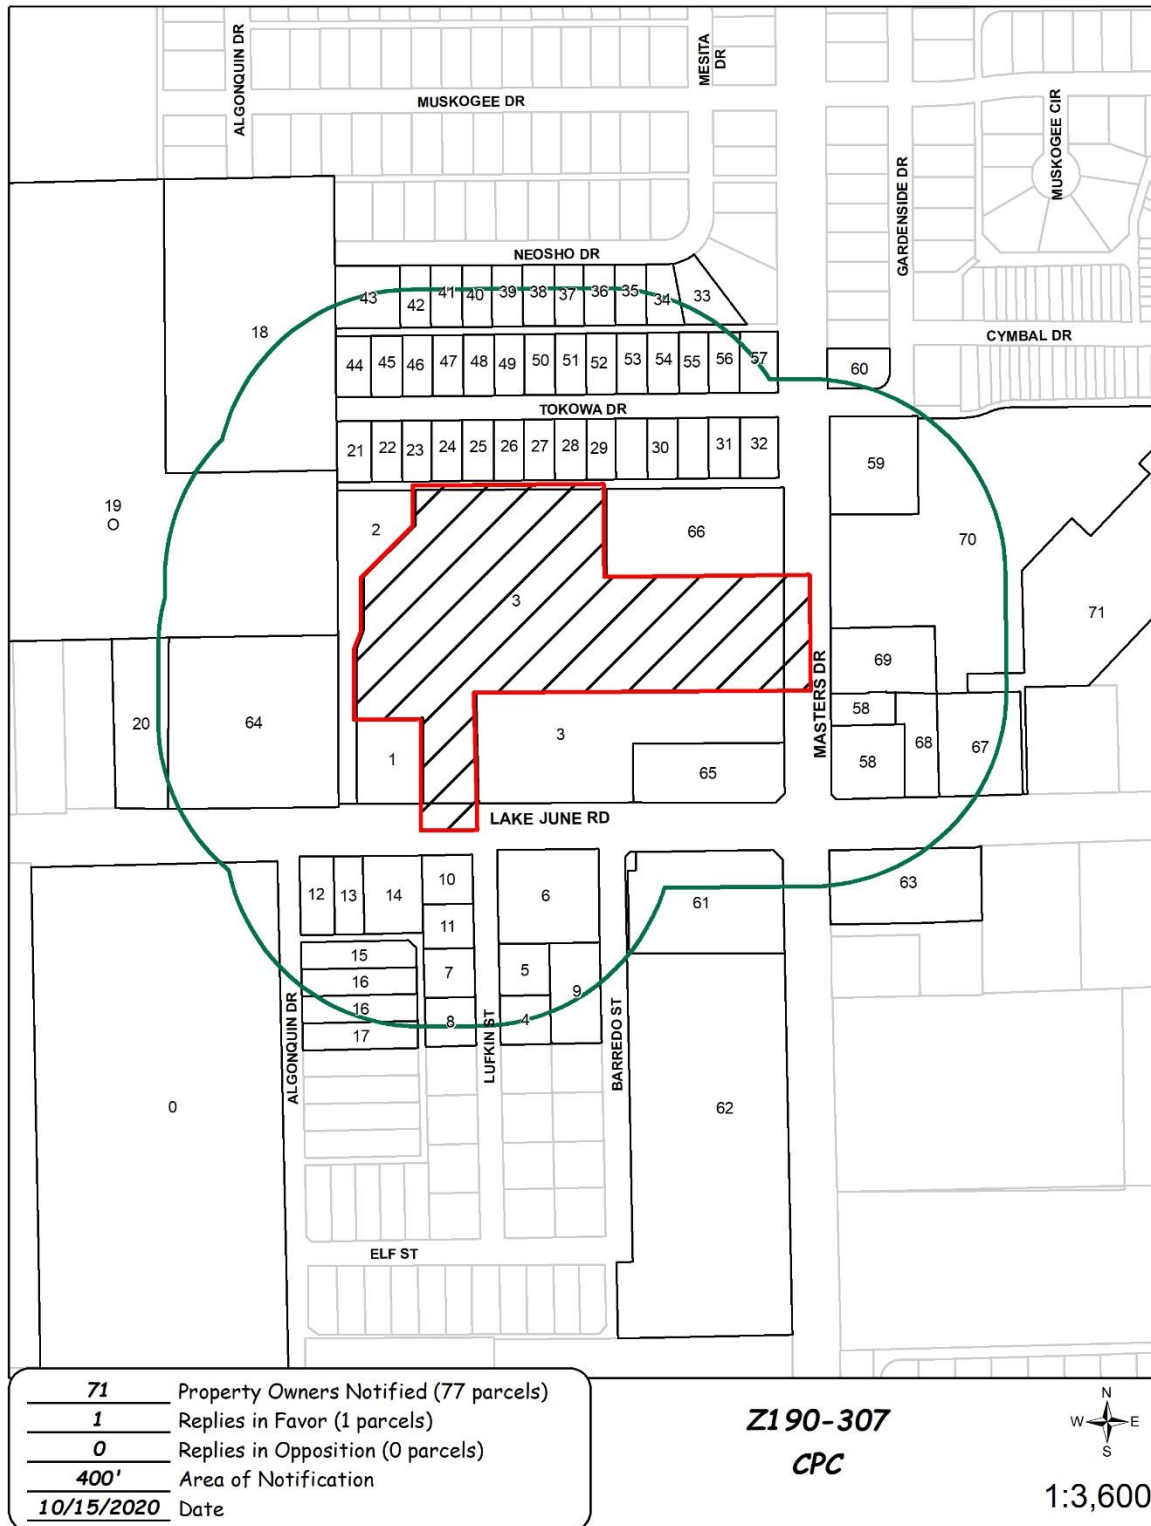 ALGONQUIN DR
MUSKOGEE DR
MESITA
DR
GARDENSIDE DR
MUSKOGEE CIR
NEOSHO DR
CYMBAL DR
43
42
41
40
39
38
37
36
35
34
33
18
44
45
46
47
48
49
50
51
52
53
54
55
56
57
60
TOKOWA DR
21
22
23
24
25
26
27
28
29
30
31
32
59
19
O
2
66
70
3
71
69
MASTERS DR
20
64
1
3
58
58
68
67
65
LAKE JUNE RD
12
13
14
10
6
61
63
11
15
16
16
17
7
5
9
8
4
ALGONQUIN DR
LUFKIN ST
BARREDO ST
0
62
ELF ST
71 Property Owners Notified (77 parcels)
1 Replies in Favor (1 parcels)
0 Replies in Opposition (0 parcels)
400' Area of Notification
10/15/2020 Date
Z190-307
CPC
N
W E
S
1:3,600